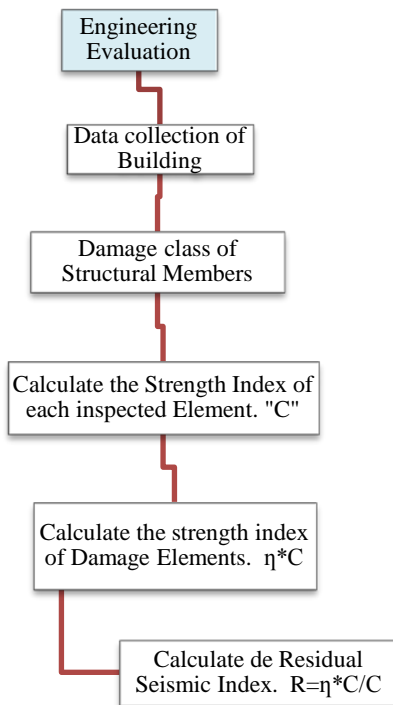 Engineering
Evaluation
Data collection of
Building
Damage class of
Structural Members
Calculate the Strength Index of
each inspected Element. "C"
Calculate the strength index
of Damage Elements.  η*C
Calculate de Residual
Seismic Index.  R=η*C/C